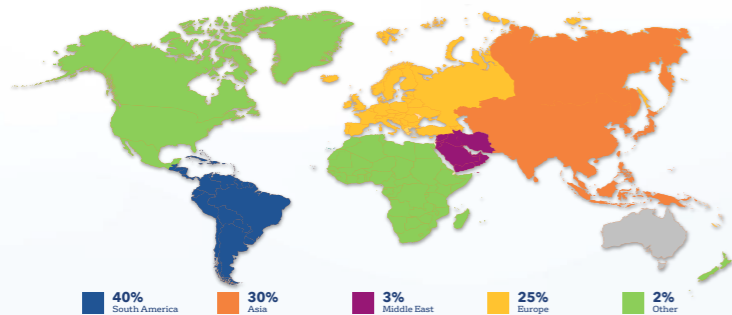 40%
South America
30%
Asia
3%
Middle East
25%
Europe
2%
Other